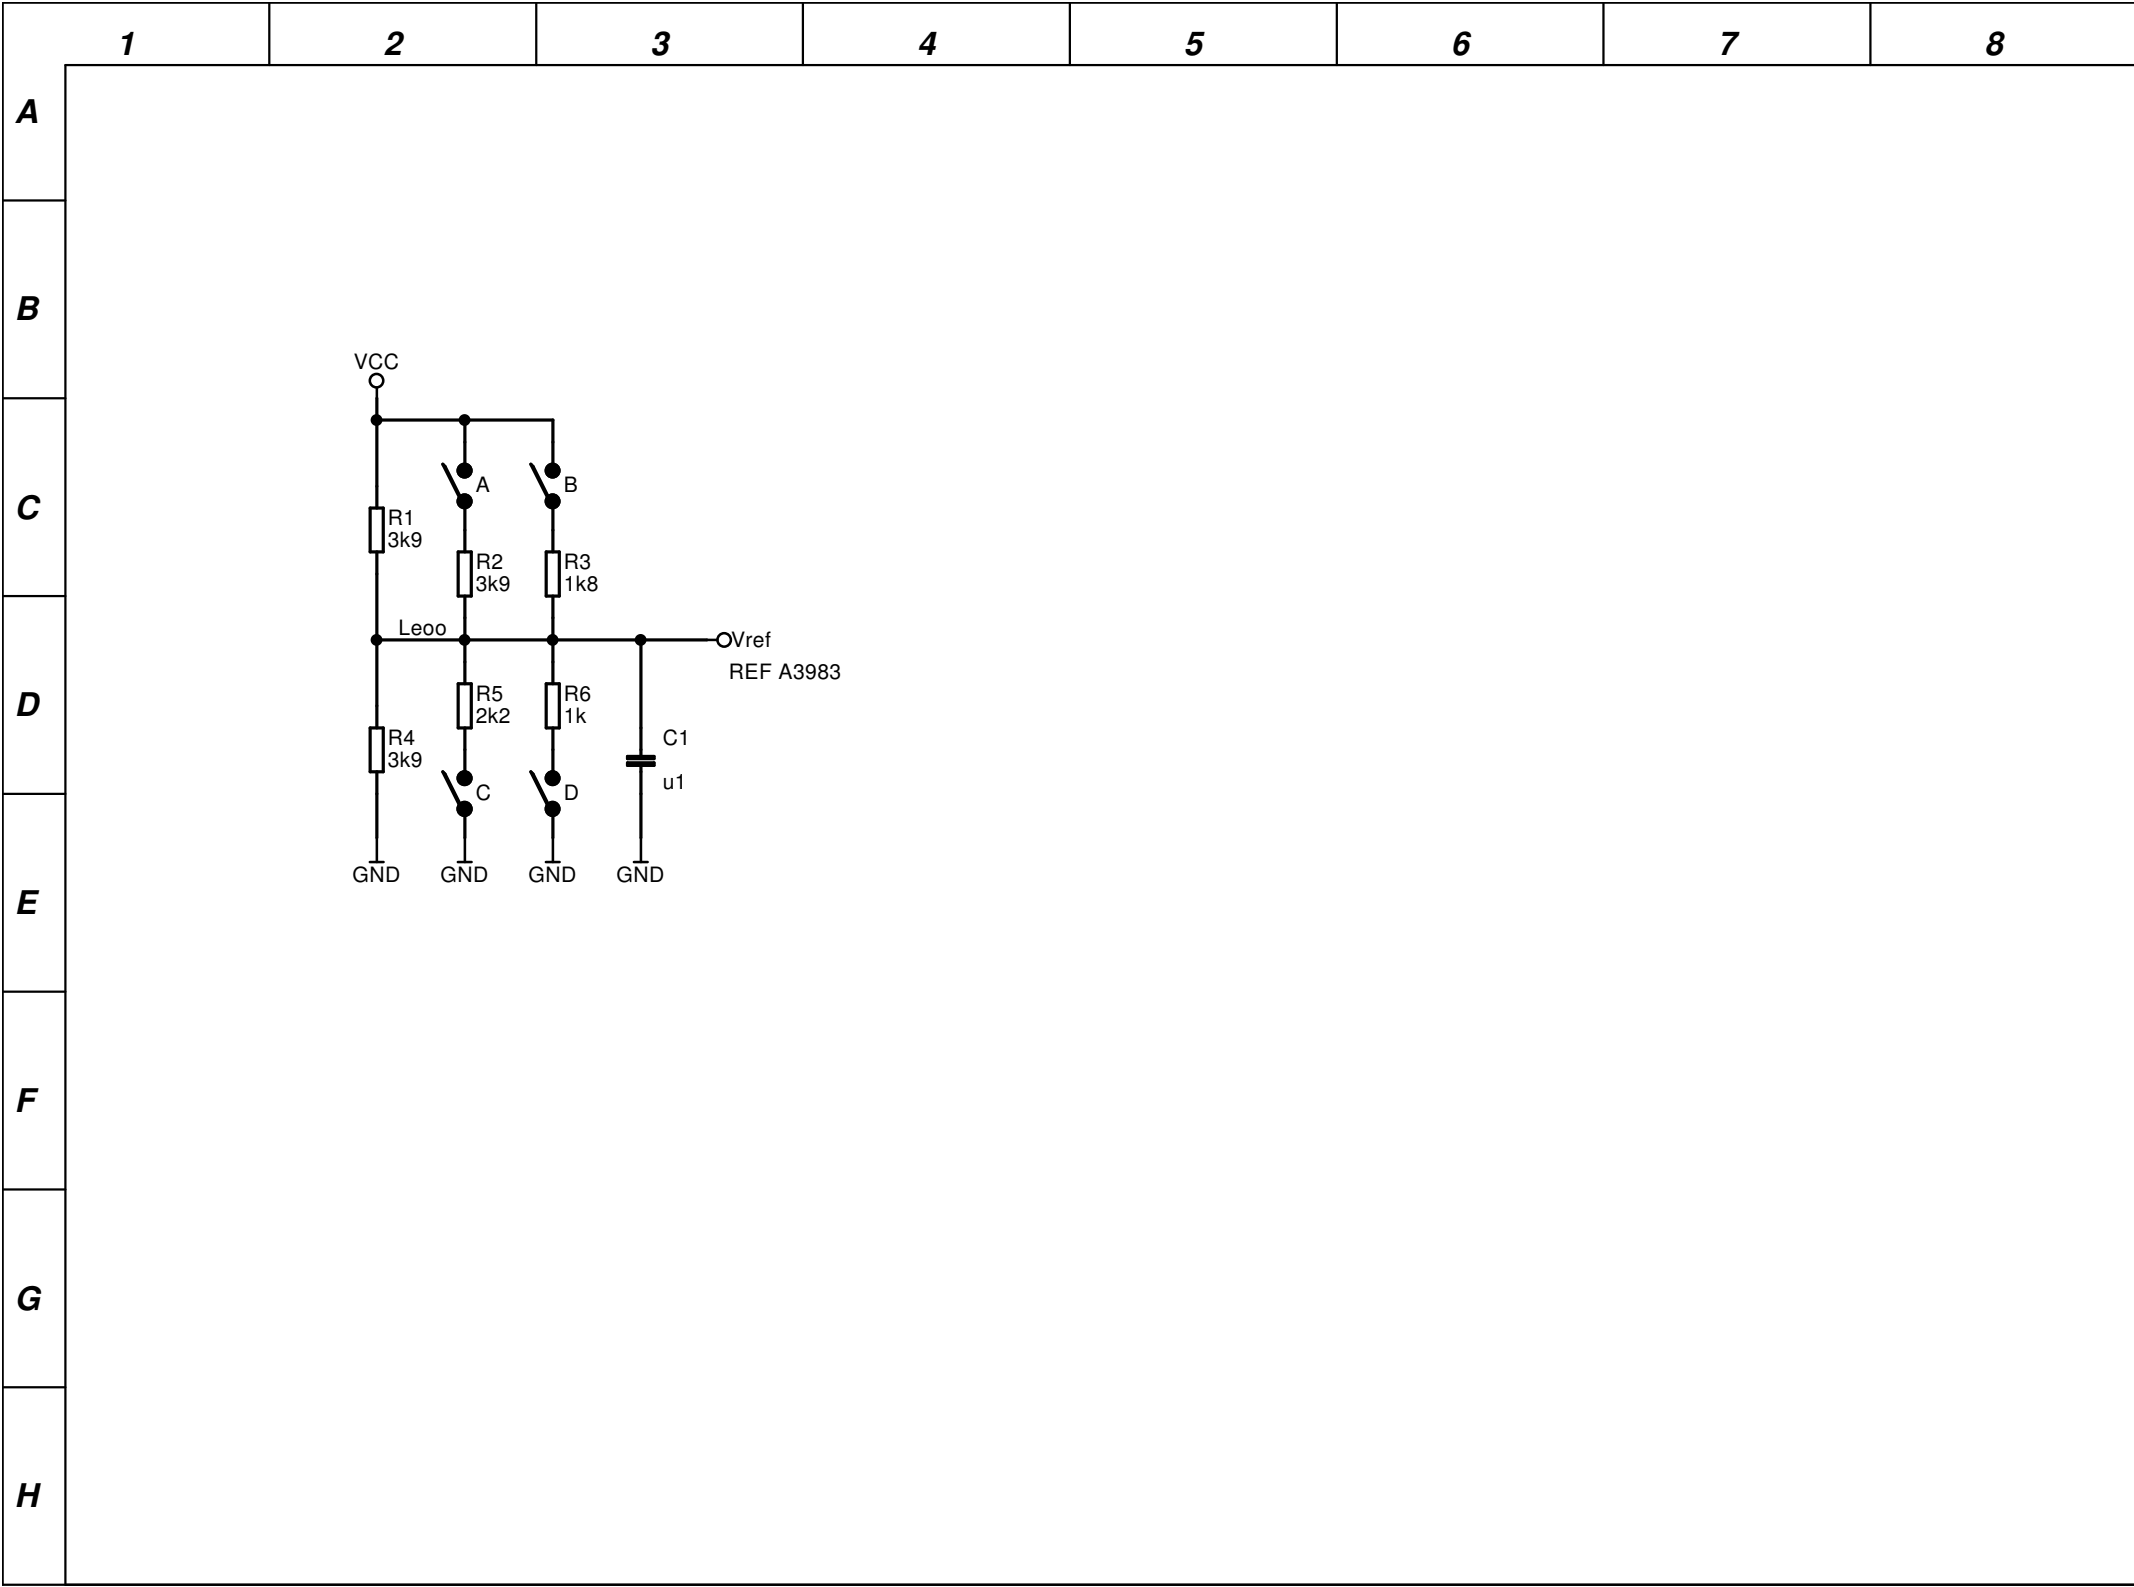 1 2 3 4 5 6 7 8
A
B
VCC
C
A B
R1
3k9
R2 R3
3k9 1k8
Leoo
Vref
REF A3983
D
R5 R6
2k2 1k
R4 C1
3k9
u1
C D
GND GND GND GND
E
F
G
H